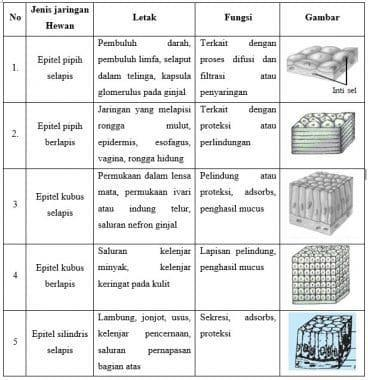 No
Jenis jaringan
Hewan
Letak
Fungsi
Gambar
1.
Epitel pipih
selapis
Pembuluh darah,
pembuluh limfa, selaput
dalam telinga, kapsula
glomerulus pada ginjal
Terkait dengan
proses difusi dan
filtrasi atau
penyaringan
Inti sel
2.
Epitel pipih
berlapis
Jaringan yang melapisi
rongga mulut,
epidermis, esofagus,
vagina, rongga hidung
Terkait dengan
proteksi atau
perlindungan
3
Epitel kubus
selapis
Permukaan dalam lensa
mata, permukaan ivari
atau indung telur,
saluran nefron ginjal
Pelindung atau
proteksi, adsorbs,
penghasil mucus
4
Epitel kubus
berlapis
Saluran kelenjar
minyak, kelenjar
keringat pada kulit
Lapisan pelindung,
penghasil mucus
5
Epitel silindris
selapis
Lambung, jonjot, usus,
kelenjar pencernaan,
saluran pernapasan
bagian atas
Sekresi, adsorbs,
proteksi